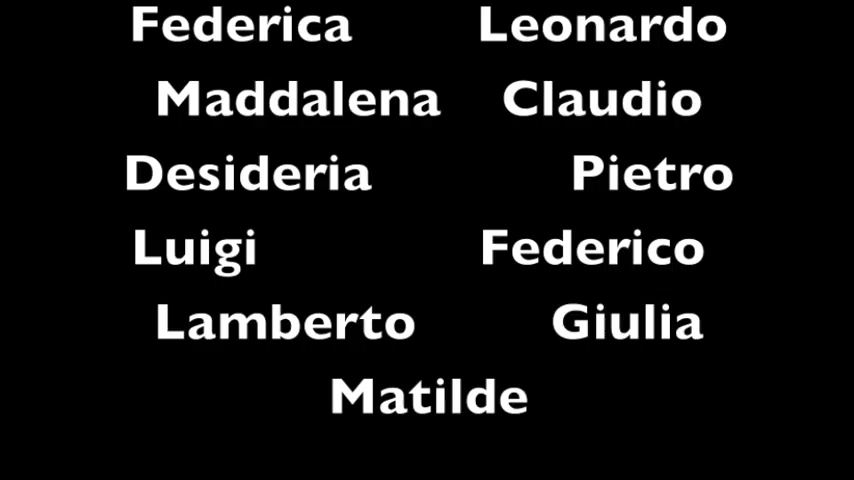 Federica Leonardo
Maddalena Claudio
Desideria Pietro
Luigi Federico
Lamberto Giulia
Matilde